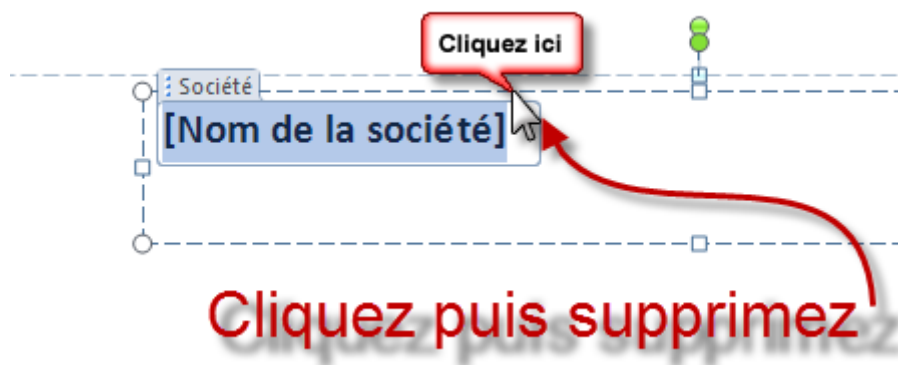 Cliquez ici
Société
[Nom de la société]
Cliquez puis supprimez